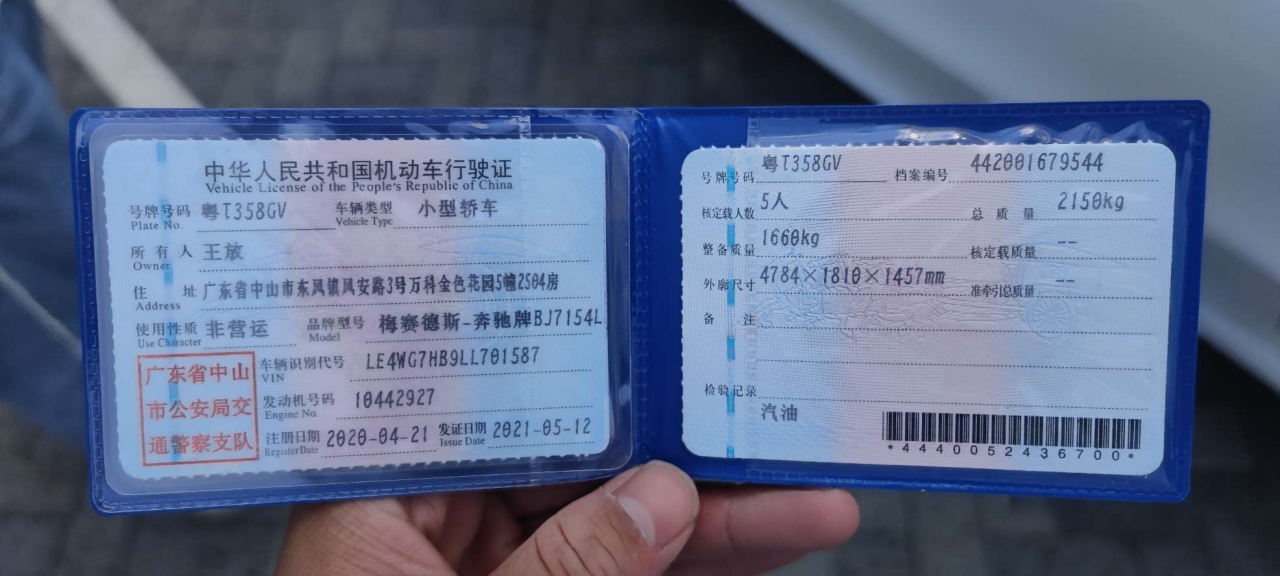 中华人民共和国机动车行驶证
Vehicle License of the People's Republic of China
号牌号码 粤T358GV 车辆类型 小型轿车
Plate No. Vehicle Type
所有人 王放
Owner
住址 广东省中山市东凤镇凤安路3号万科金色花园5幢2504房
Address
使用性质 非营运 品牌型号 梅赛德斯-奔驰牌BJ7154L
Use Character Model
广东省中山
市公安局交
通警察支队
车辆识别代号 LE4WG7HB9LL701587
VIN
发动机号码 10442927
Engine No.
注册日期 2020-04-21 发证日期 2021-05-12
Register Date Issue Date
号牌号码 粤T358GV 档案编号 442001679544
核定载人数 5人 总质量 2150kg
整备质量 1660kg 核定载质量 --
外廓尺寸 4784×1810×1457mm 准牵引总质量 --
备注
检验记录
汽油
*4440052436700*